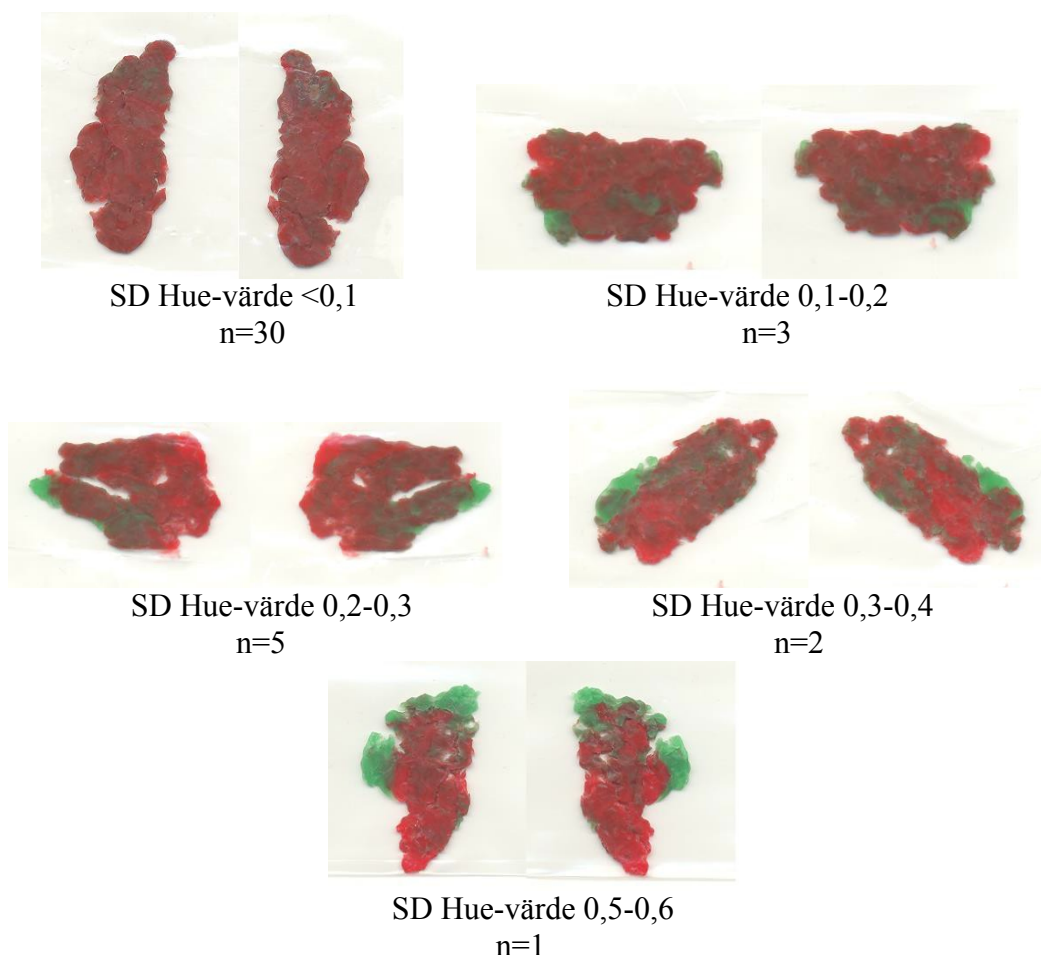 SD Hue-värde <0,1
n=30
SD Hue-värde 0,1-0,2
n=3
SD Hue-värde 0,2-0,3
n=5
SD Hue-värde 0,3-0,4
n=2
SD Hue-värde 0,5-0,6
n=1